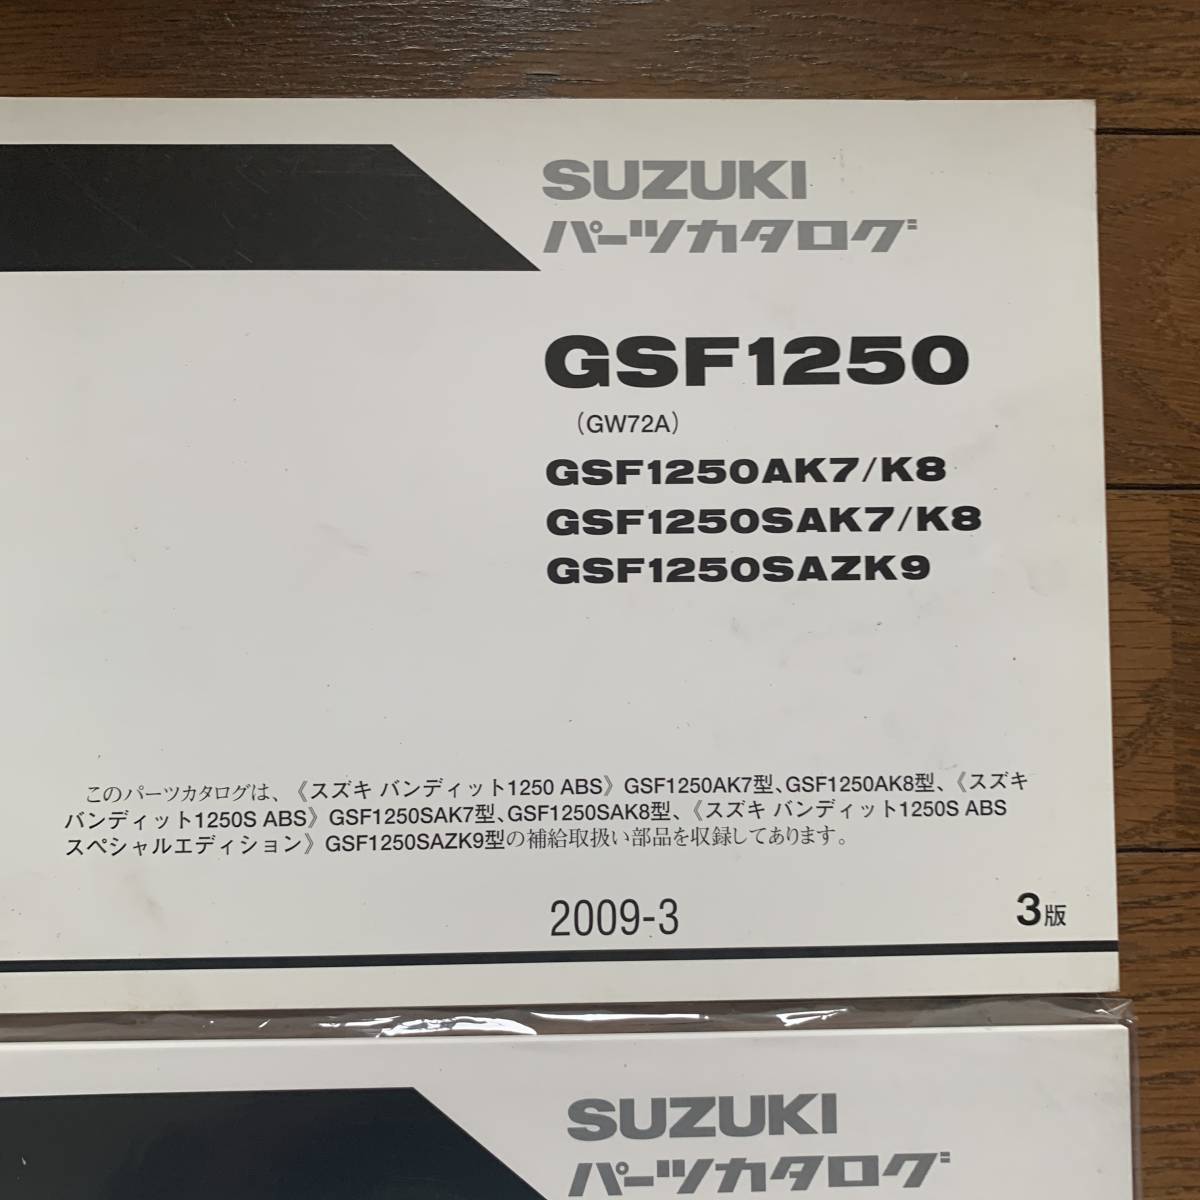 SUZUKI
パーツカタログ
GSF1250
(GW72A)
GSF1250AK7/K8
GSF1250SAK7/K8
GSF1250SAZK9
このパーツカタログは、《スズキ バンディット1250 ABS》GSF1250AK7型、GSF1250AK8型、《スズキ
バンディット1250S ABS》GSF1250SAK7型、GSF1250SAK8型、《スズキ バンディット1250S ABS
スペシャルエディション》GSF1250SAZK9型の補給取扱い部品を収録してあります。
2009-3
3版
SUZUKI
パーツカタログ